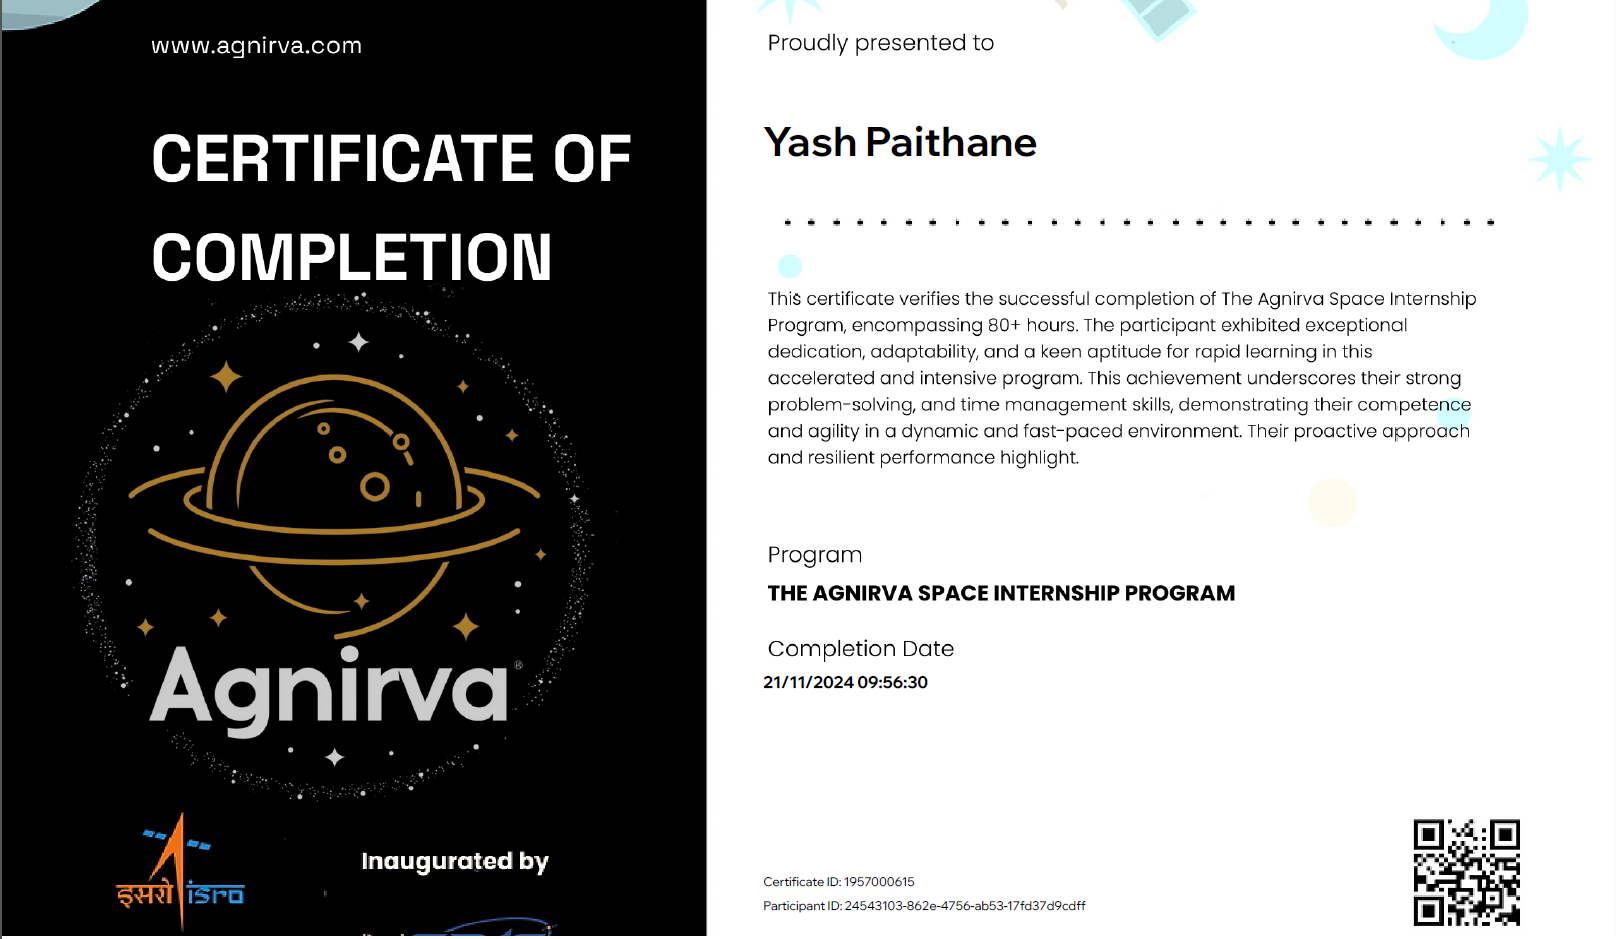 www.agnirva.com
CERTIFICATE OF
COMPLETION
Agnirva®
इसरो isro
Inaugurated by
Proudly presented to
Yash Paithane
This certificate verifies the successful completion of The Agnirva Space Internship
Program, encompassing 80+ hours. The participant exhibited exceptional
dedication, adaptability, and a keen aptitude for rapid learning in this
accelerated and intensive program. This achievement underscores their strong
problem-solving, and time management skills, demonstrating their competence
and agility in a dynamic and fast-paced environment. Their proactive approach
and resilient performance highlight.
Program
THE AGNIRVA SPACE INTERNSHIP PROGRAM
Completion Date
21/11/2024 09:56:30
Certificate ID: 1957000615
Participant ID: 24543103-862e-4756-ab53-17fd37d9cdff